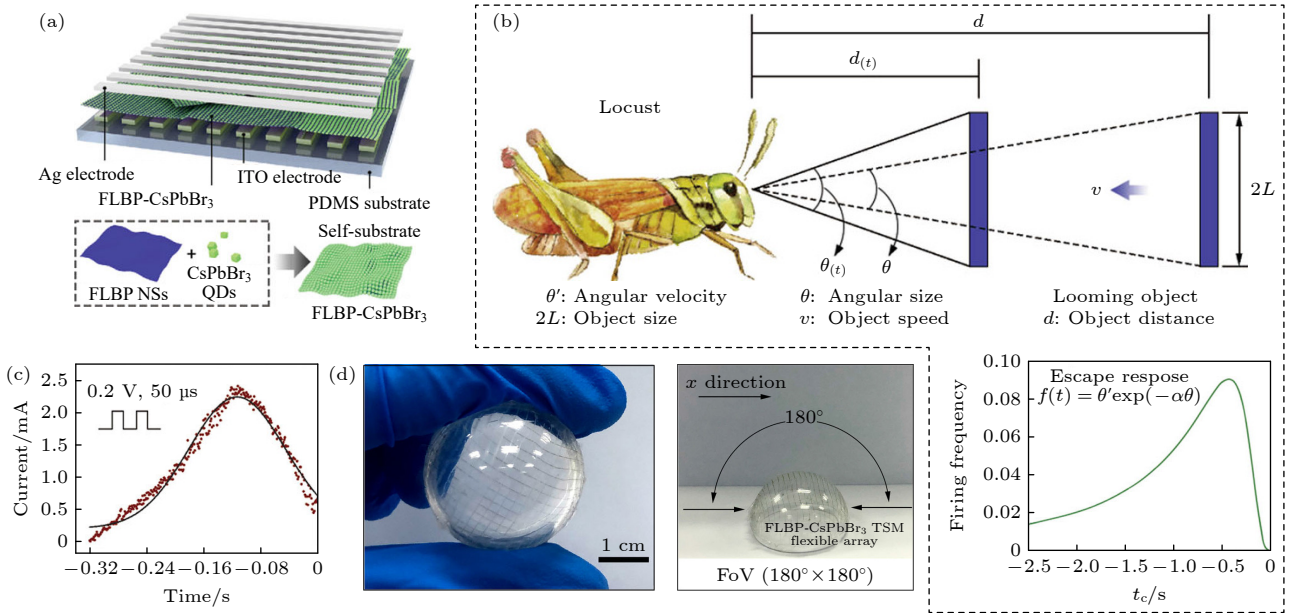 (a)
Ag electrode
ITO electrode
FLBP-CsPbBr₃
PDMS substrate
Self-substrate
+
CsPbBr₃
QDs
FLBP NSs
FLBP-CsPbBr₃
(b)
d
d(t)
Locust
v
2L
θ(t)
θ
θ′: Angular velocity
θ: Angular size
Looming object
2L: Object size
v: Object speed
d: Object distance
0.10
0.08
0.06
0.04
0.02
0
Firing frequency
Escape respose
f(t) = θ′exp(−αθ)
−2.5 −2.0 −1.5 −1.0 −0.5 0
tc/s
(c)
2.5
2.0
1.5
1.0
0.5
0
Current/mA
0.2 V, 50 µs
−0.32 −0.24 −0.16 −0.08 0
Time/s
(d)
1 cm
x direction
180°
FLBP-CsPbBr₃ TSM
flexible array
FoV (180°×180°)